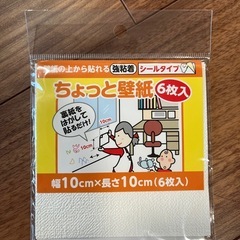 の上から貼れる 強粘着 シールタイプ
ちょっと壁紙 6枚入
裏紙を
はがして
貼るだけ!
10cm
10cm
幅10cm×長さ10cm(6枚入)